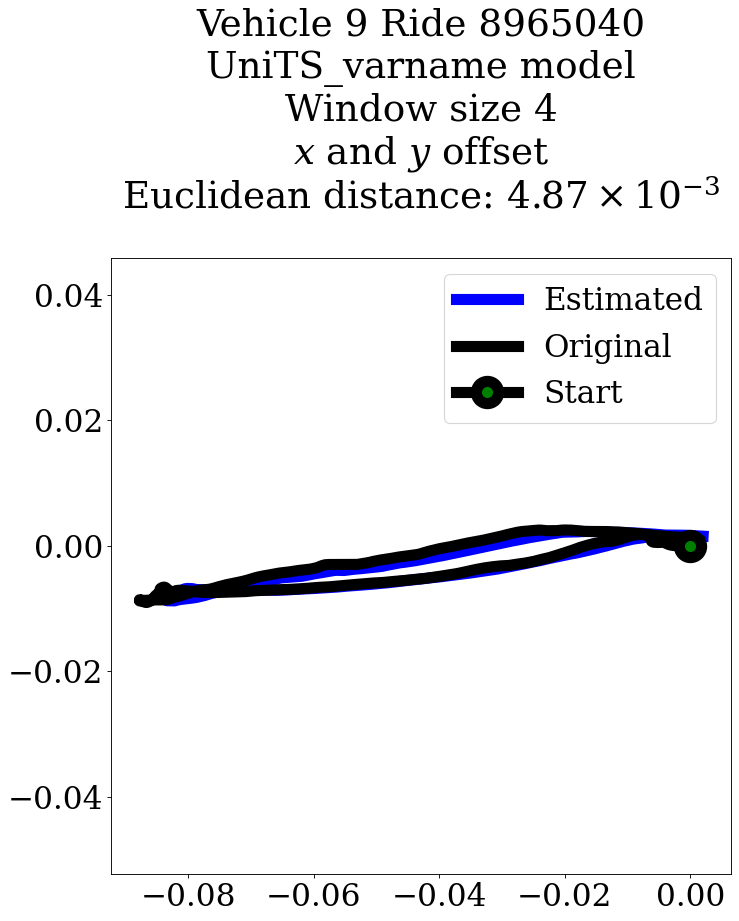 Vehicle 9 Ride 8965040
UniTS_varname model
Window size 4
x and y offset
Euclidean distance: 4.87 × 10⁻³
Estimated
Original
Start
0.04
0.02
0.00
−0.02
−0.04
−0.08 −0.06 −0.04 −0.02 0.00